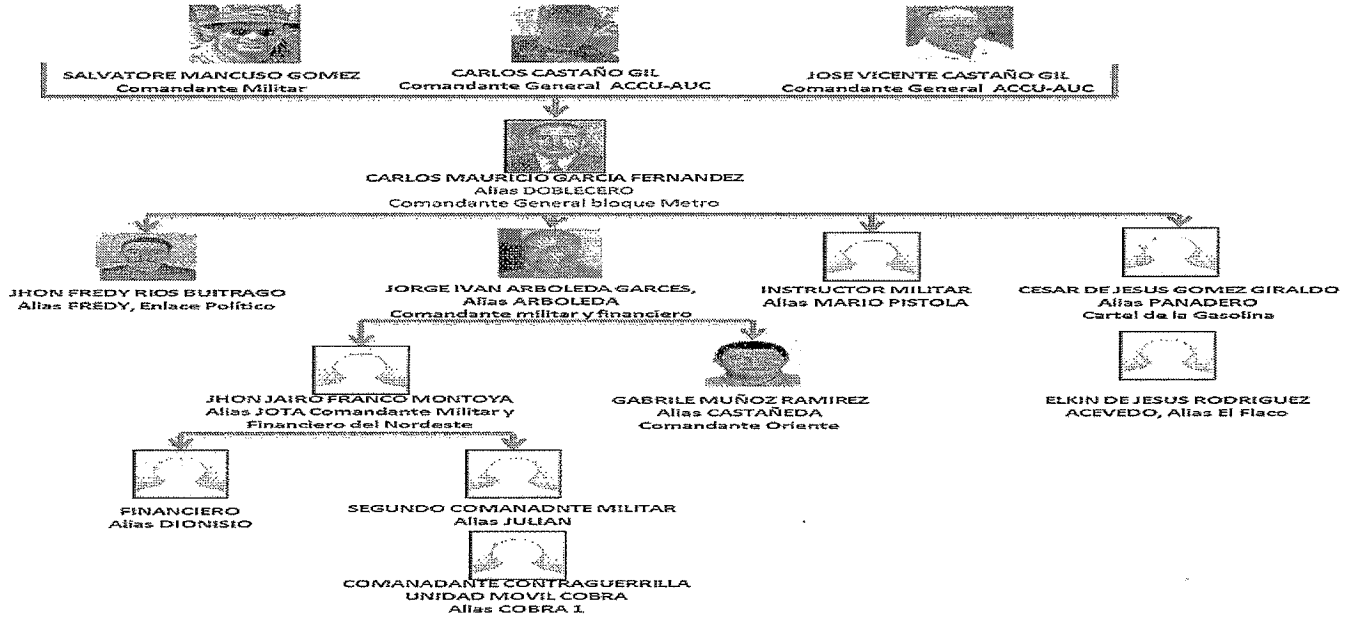 SALVATORE MANCUSO GOMEZ
Comandante Militar
CARLOS CASTAÑO GIL
Comandante General ACCU-AUC
JOSE VICENTE CASTAÑO GIL
Comandante General ACCU-AUC
CARLOS MAURICIO GARCIA FERNANDEZ
Alias DOBLECERO
Comandante General bloque Metro
JHON FREDY RIOS BUITRAGO
Alias FREDY, Enlace Político
JORGE IVAN ARBOLEDA GARCES,
Alias ARBOLEDA
Comandante militar y financiero
INSTRUCTOR MILITAR
Alias MARIO PISTOLA
CESAR DE JESUS GOMEZ GIRALDO
Alias PANADERO
Cartel de la Gasolina
JHON JAIRO FRANCO MONTOYA
Alias JOTA Comandante Militar y
Financiero del Nordeste
GABRILE MUÑOZ RAMIREZ
Alias CASTAÑEDA
Comandante Oriente
ELKIN DE JESUS RODRIGUEZ
ACEVEDO, Alias El Flaco
FINANCIERO
Alias DIONISIO
SEGUNDO COMANADNTE MILITAR
Alias JULIAN
COMANADANTE CONTRAGUERRILLA
UNIDAD MOVIL COBRA
Alias COBRA 1